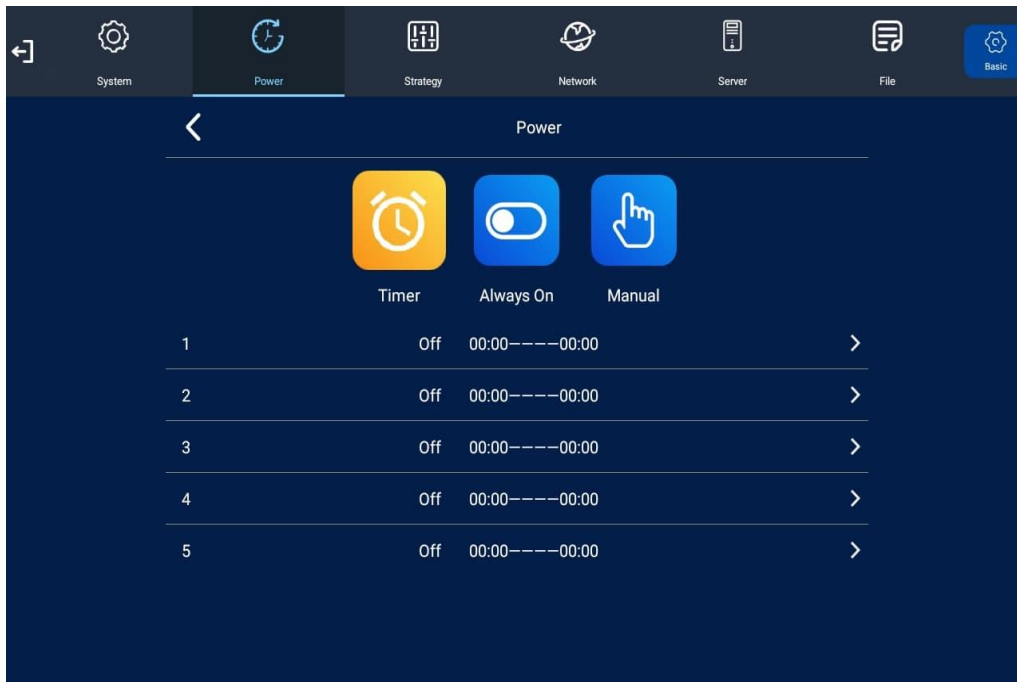 System Power Strategy Network Server File Basic
Power
Timer Always On Manual
1 Off 00:00----00:00
2 Off 00:00----00:00
3 Off 00:00----00:00
4 Off 00:00----00:00
5 Off 00:00----00:00